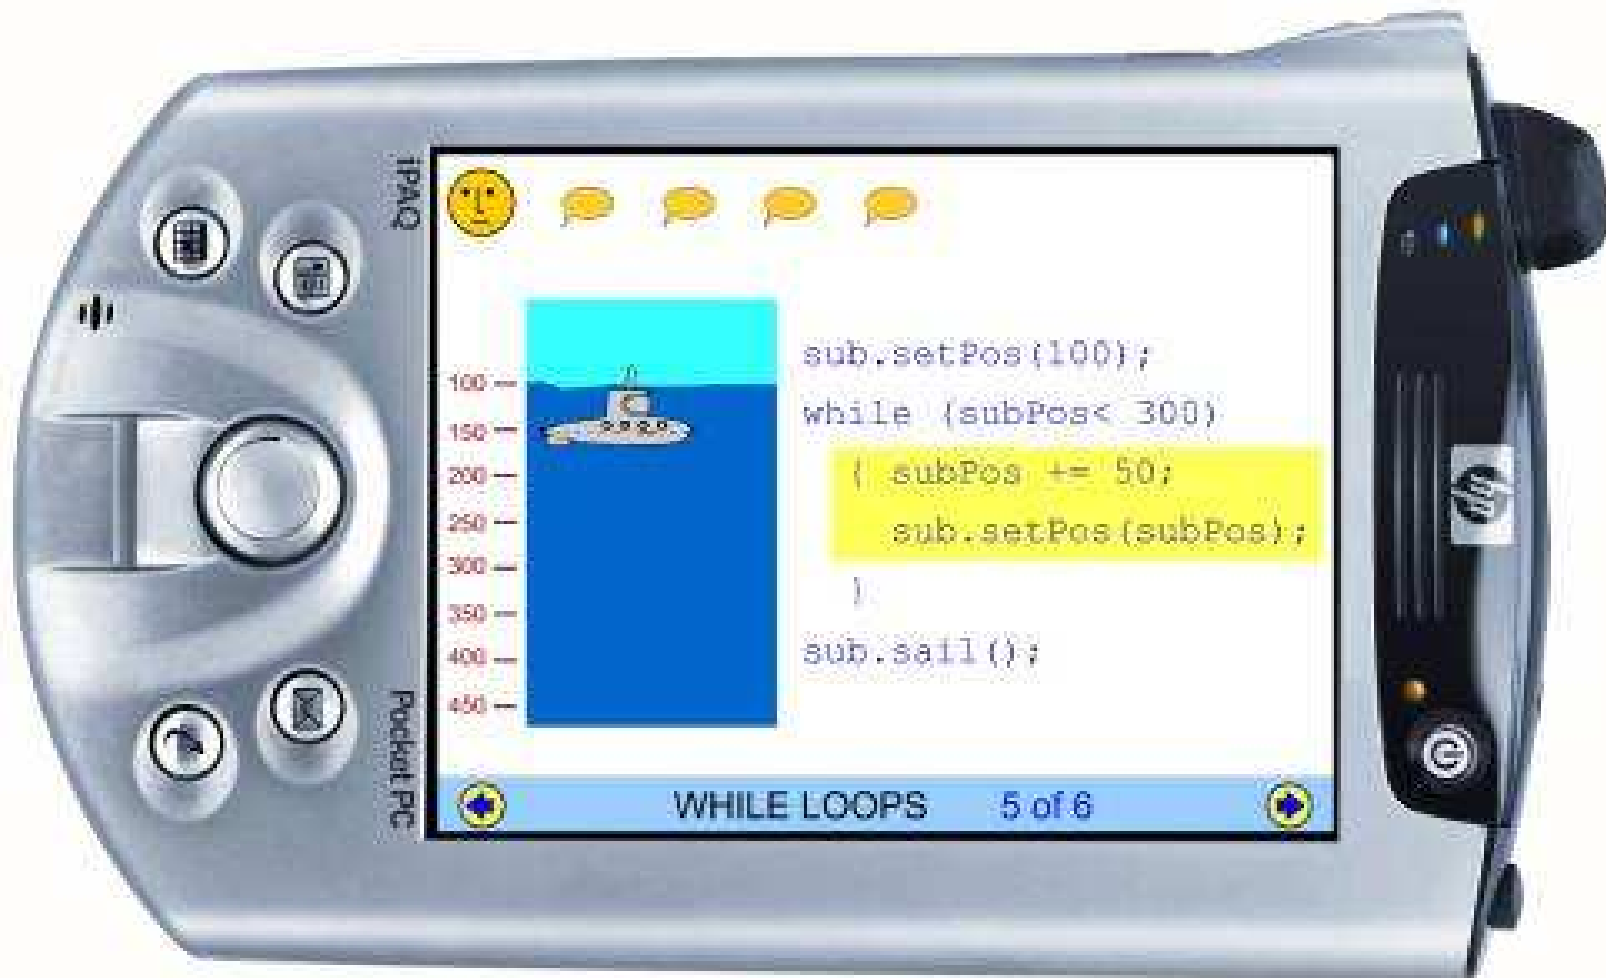 iPAQ
Pocket PC
100
150
200
250
300
350
400
450
sub.setPos(100);
while (subPos< 300)
{ subPos += 50;
sub.setPos(subPos);
}
sub.sail();
WHILE LOOPS 5 of 6
hp